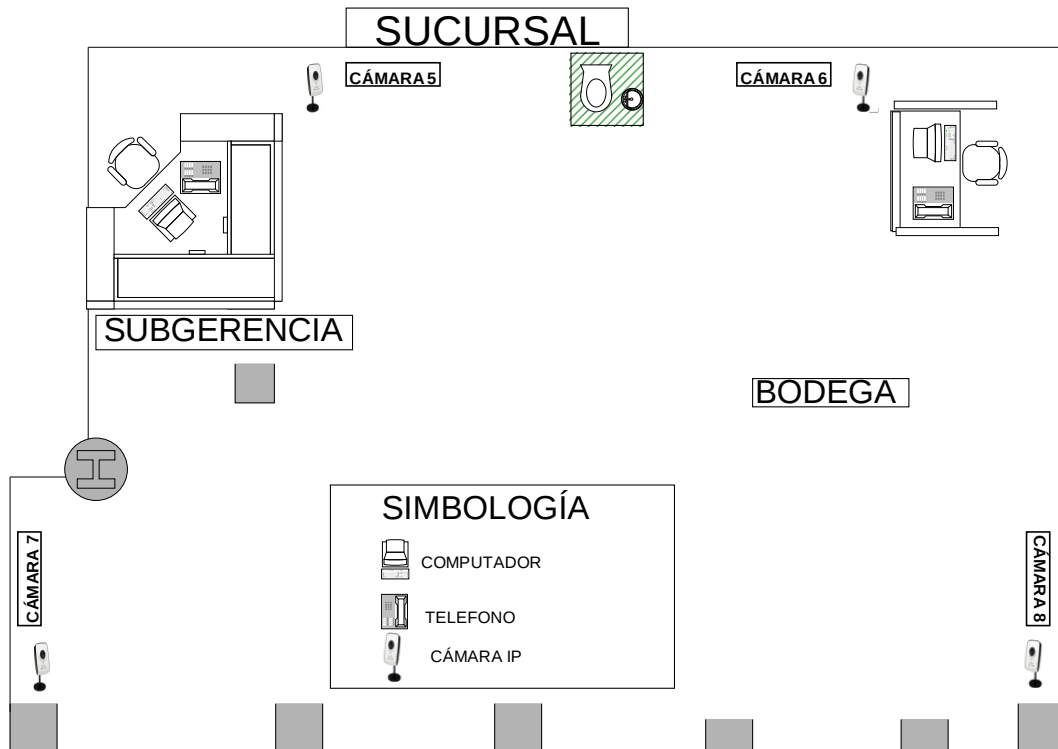 SUCURSAL
CÁMARA 5
CÁMARA 6
SUBGERENCIA
BODEGA
SIMBOLOGÍA
COMPUTADOR
TELEFONO
CÁMARA IP
CÁMARA 7
CÁMARA 8